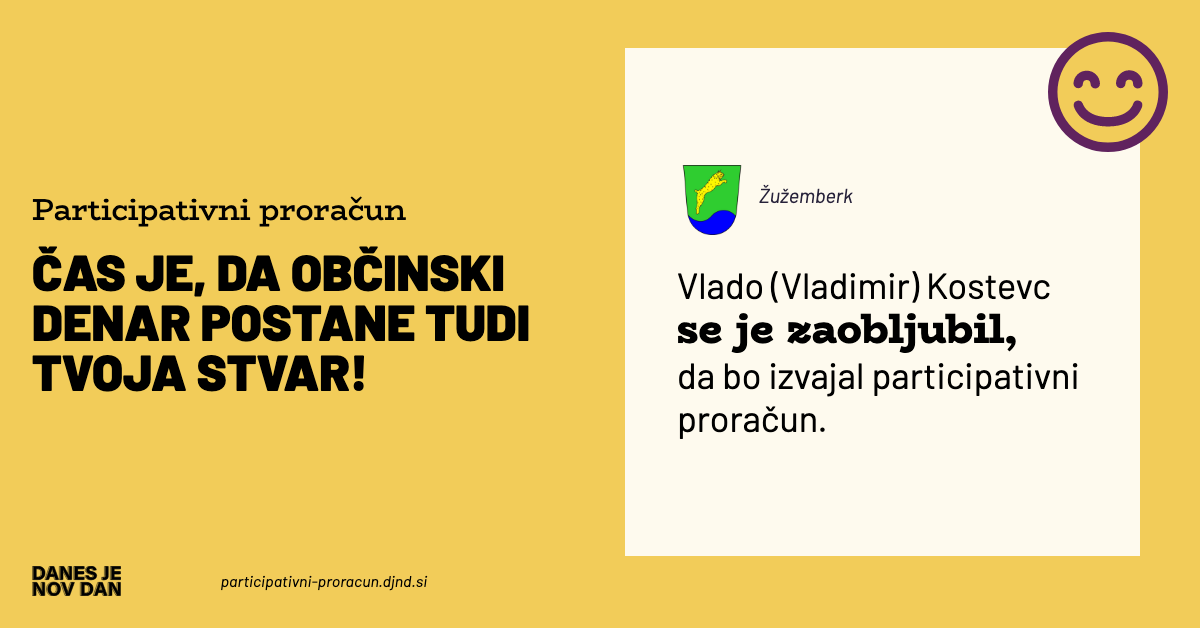 Participativni proračun
ČAS JE, DA OBČINSKI
DENAR POSTANE TUDI
TVOJA STVAR!
DANES JE
NOV DAN
participativni-proracun.djnd.si
Žužemberk
Vlado (Vladimir) Kostevc
se je zaobljubil,
da bo izvajal participativni
proračun.